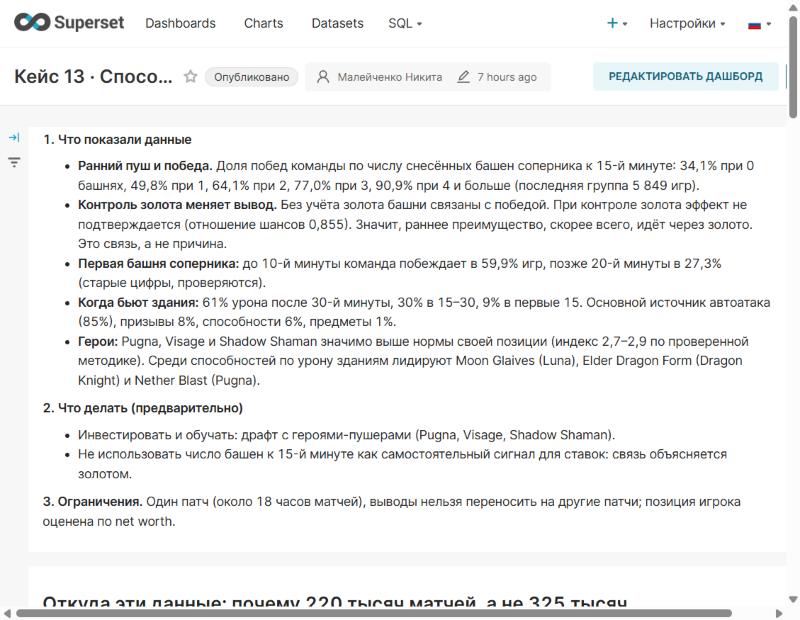 Superset Dashboards Charts Datasets SQL + Настройки
Кейс 13 · Спосо... Опубликовано Малейченко Никита 7 hours ago РЕДАКТИРОВАТЬ ДАШБОРД
1. Что показали данные
Ранний пуш и победа. Доля побед команды по числу снесённых башен соперника к 15-й минуте: 34,1% при 0
башнях, 49,8% при 1, 64,1% при 2, 77,0% при 3, 90,9% при 4 и больше (последняя группа 5 849 игр).
Контроль золота меняет вывод. Без учёта золота башни связаны с победой. При контроле золота эффект не
подтверждается (отношение шансов 0,855). Значит, раннее преимущество, скорее всего, идёт через золото.
Это связь, а не причина.
Первая башня соперника: до 10-й минуты команда побеждает в 59,9% игр, позже 20-й минуты в 27,3%
(старые цифры, проверяются).
Когда бьют здания: 61% урона после 30-й минуты, 30% в 15–30, 9% в первые 15. Основной источник автоатака
(85%), призывы 8%, способности 6%, предметы 1%.
Герои: Pugna, Visage и Shadow Shaman значимо выше нормы своей позиции (индекс 2,7–2,9 по проверенной
методике). Среди способностей по урону зданиям лидируют Moon Glaives (Luna), Elder Dragon Form (Dragon
Knight) и Nether Blast (Pugna).
2. Что делать (предварительно)
Инвестировать и обучать: драфт с героями-пушерами (Pugna, Visage, Shadow Shaman).
Не использовать число башен к 15-й минуте как самостоятельный сигнал для ставок: связь объясняется
золотом.
3. Ограничения. Один патч (около 18 часов матчей), выводы нельзя переносить на другие патчи; позиция игрока
оценена по net worth.
Откуда эти данные: почему 220 тысяч матчей, а не 325 тысяч